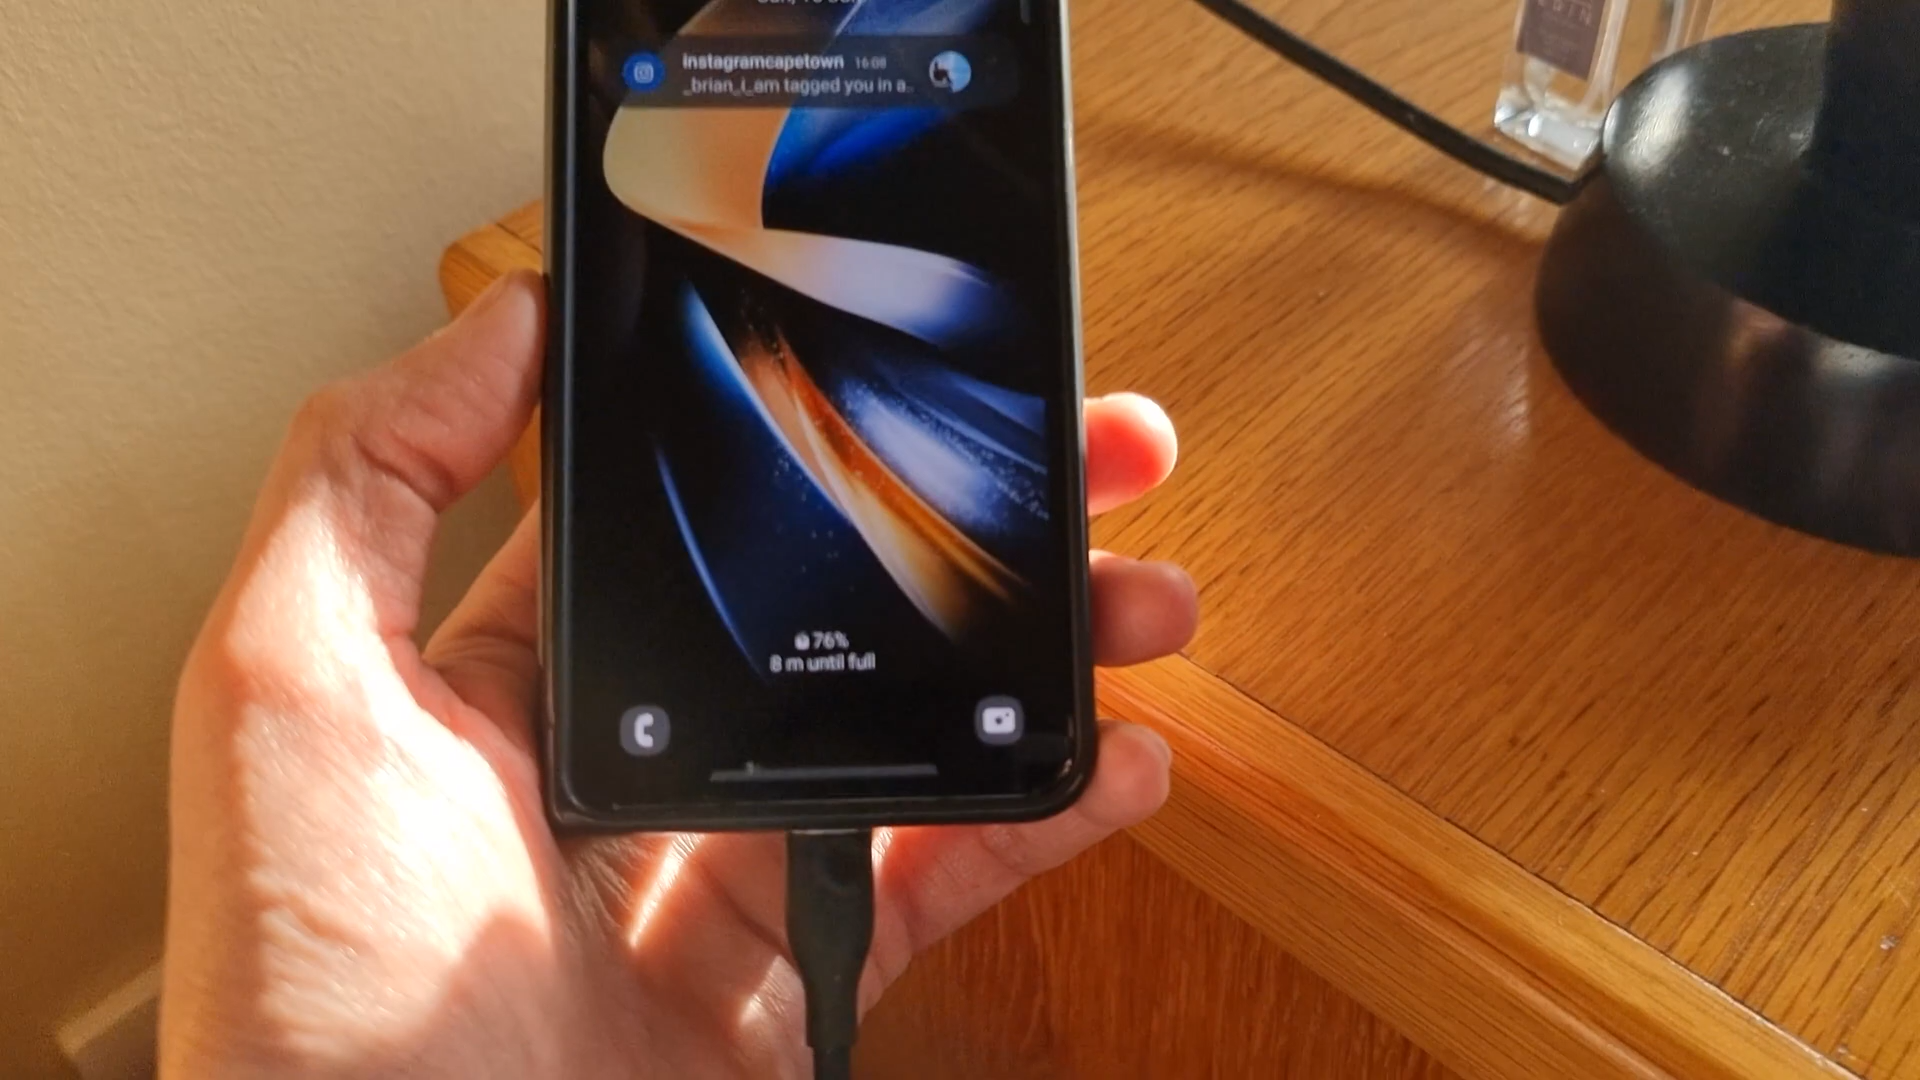 instagramcapetown 16:08
_brian_i_am tagged you in a..
76%
8 m until full